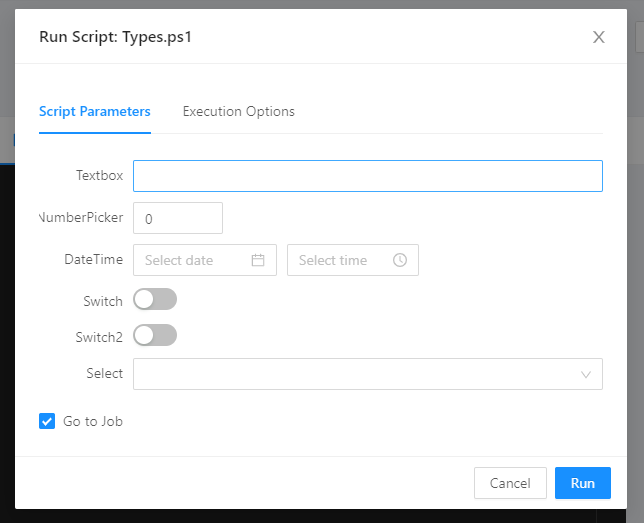 Run Script: Types.ps1
Script Parameters Execution Options
Textbox
NumberPicker 0
DateTime Select date Select time
Switch
Switch2
Select
Go to Job
Cancel Run